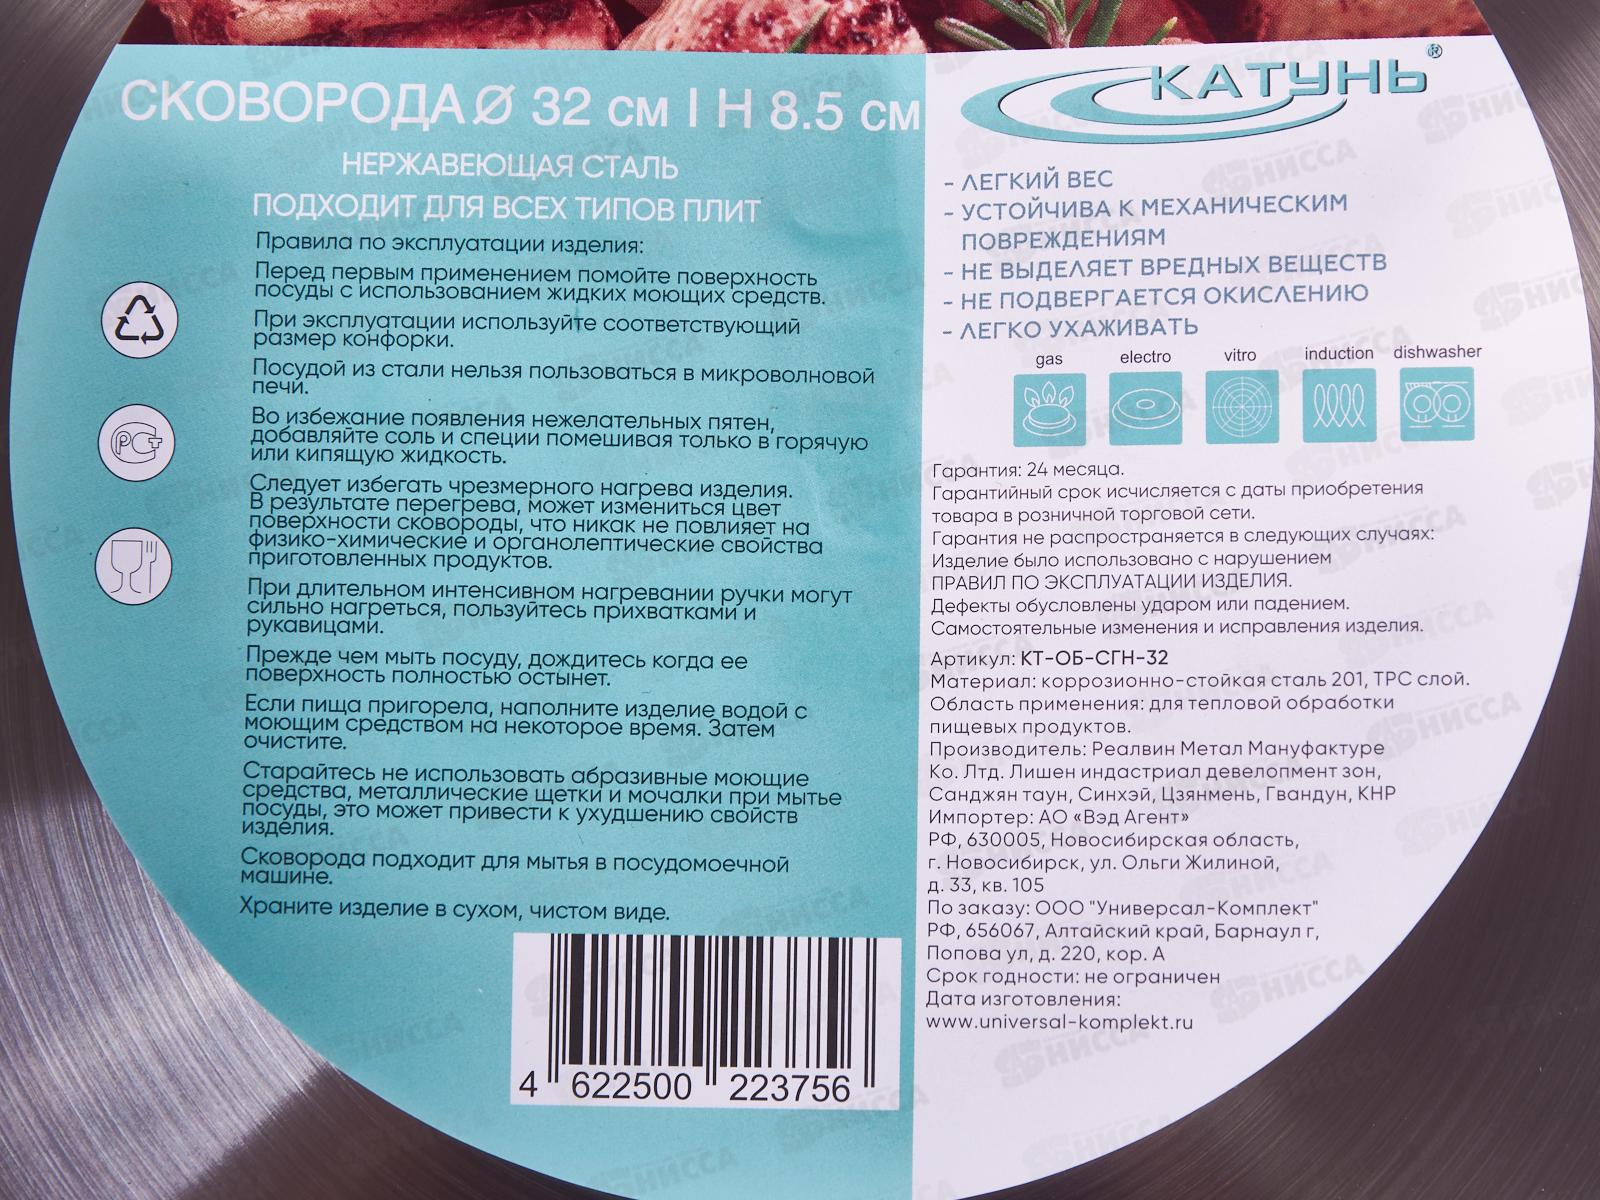 СКОВОРОДА Ø 32 см | H 8.5 см
НЕРЖАВЕЮЩАЯ СТАЛЬ
ПОДХОДИТ ДЛЯ ВСЕХ ТИПОВ ПЛИТ
Правила по эксплуатации изделия:
Перед первым применением помойте поверхность
посуды с использованием жидких моющих средств.
При эксплуатации используйте соответствующий
размер конфорки.
Посудой из стали нельзя пользоваться в микроволновой
печи.
Во избежание появления нежелательных пятен,
добавляйте соль и специи помешивая только в горячую
или кипящую жидкость.
Следует избегать чрезмерного нагрева изделия.
В результате перегрева, может измениться цвет
поверхности сковороды, что никак не повлияет на
физико-химические и органолептические свойства
приготовленных продуктов.
При длительном интенсивном нагревании ручки могут
сильно нагреться, пользуйтесь прихватками и
рукавицами.
Прежде чем мыть посуду, дождитесь когда ее
поверхность полностью остынет.
Если пища пригорела, наполните изделие водой с
моющим средством на некоторое время. Затем
очистите.
Старайтесь не использовать абразивные моющие
средства, металлические щетки и мочалки при мытье
посуды, это может привести к ухудшению свойств
изделия.
Сковорода подходит для мытья в посудомоечной
машине.
Храните изделие в сухом, чистом виде.
4 622500 223756
РСТ
КАТУНЬ®
- ЛЕГКИЙ ВЕС
- УСТОЙЧИВА К МЕХАНИЧЕСКИМ
ПОВРЕЖДЕНИЯМ
- НЕ ВЫДЕЛЯЕТ ВРЕДНЫХ ВЕЩЕСТВ
- НЕ ПОДВЕРГАЕТСЯ ОКИСЛЕНИЮ
- ЛЕГКО УХАЖИВАТЬ
gas electro vitro induction dishwasher
Гарантия: 24 месяца.
Гарантийный срок исчисляется с даты приобретения
товара в розничной торговой сети.
Гарантия не распространяется в следующих случаях:
Изделие было использовано с нарушением
ПРАВИЛ ПО ЭКСПЛУАТАЦИИ ИЗДЕЛИЯ.
Дефекты обусловлены ударом или падением.
Самостоятельные изменения и исправления изделия.
Артикул: КТ-ОБ-СГН-32
Материал: коррозионно-стойкая сталь 201, ТРС слой.
Область применения: для тепловой обработки
пищевых продуктов.
Производитель: Реалвин Метал Мануфактуре
Ко. Лтд. Лишен индастриал девелопмент зон,
Санджян таун, Синхэй, Цзянмень, Гвандун, КНР
Импортер: АО «Вэд Агент»
РФ, 630005, Новосибирская область,
г. Новосибирск, ул. Ольги Жилиной,
д. 33, кв. 105
По заказу: ООО "Универсал-Комплект"
РФ, 656067, Алтайский край, Барнаул г,
Попова ул, д. 220, кор. А
Срок годности: не ограничен
Дата изготовления:
www.universal-komplekt.ru
НИССА